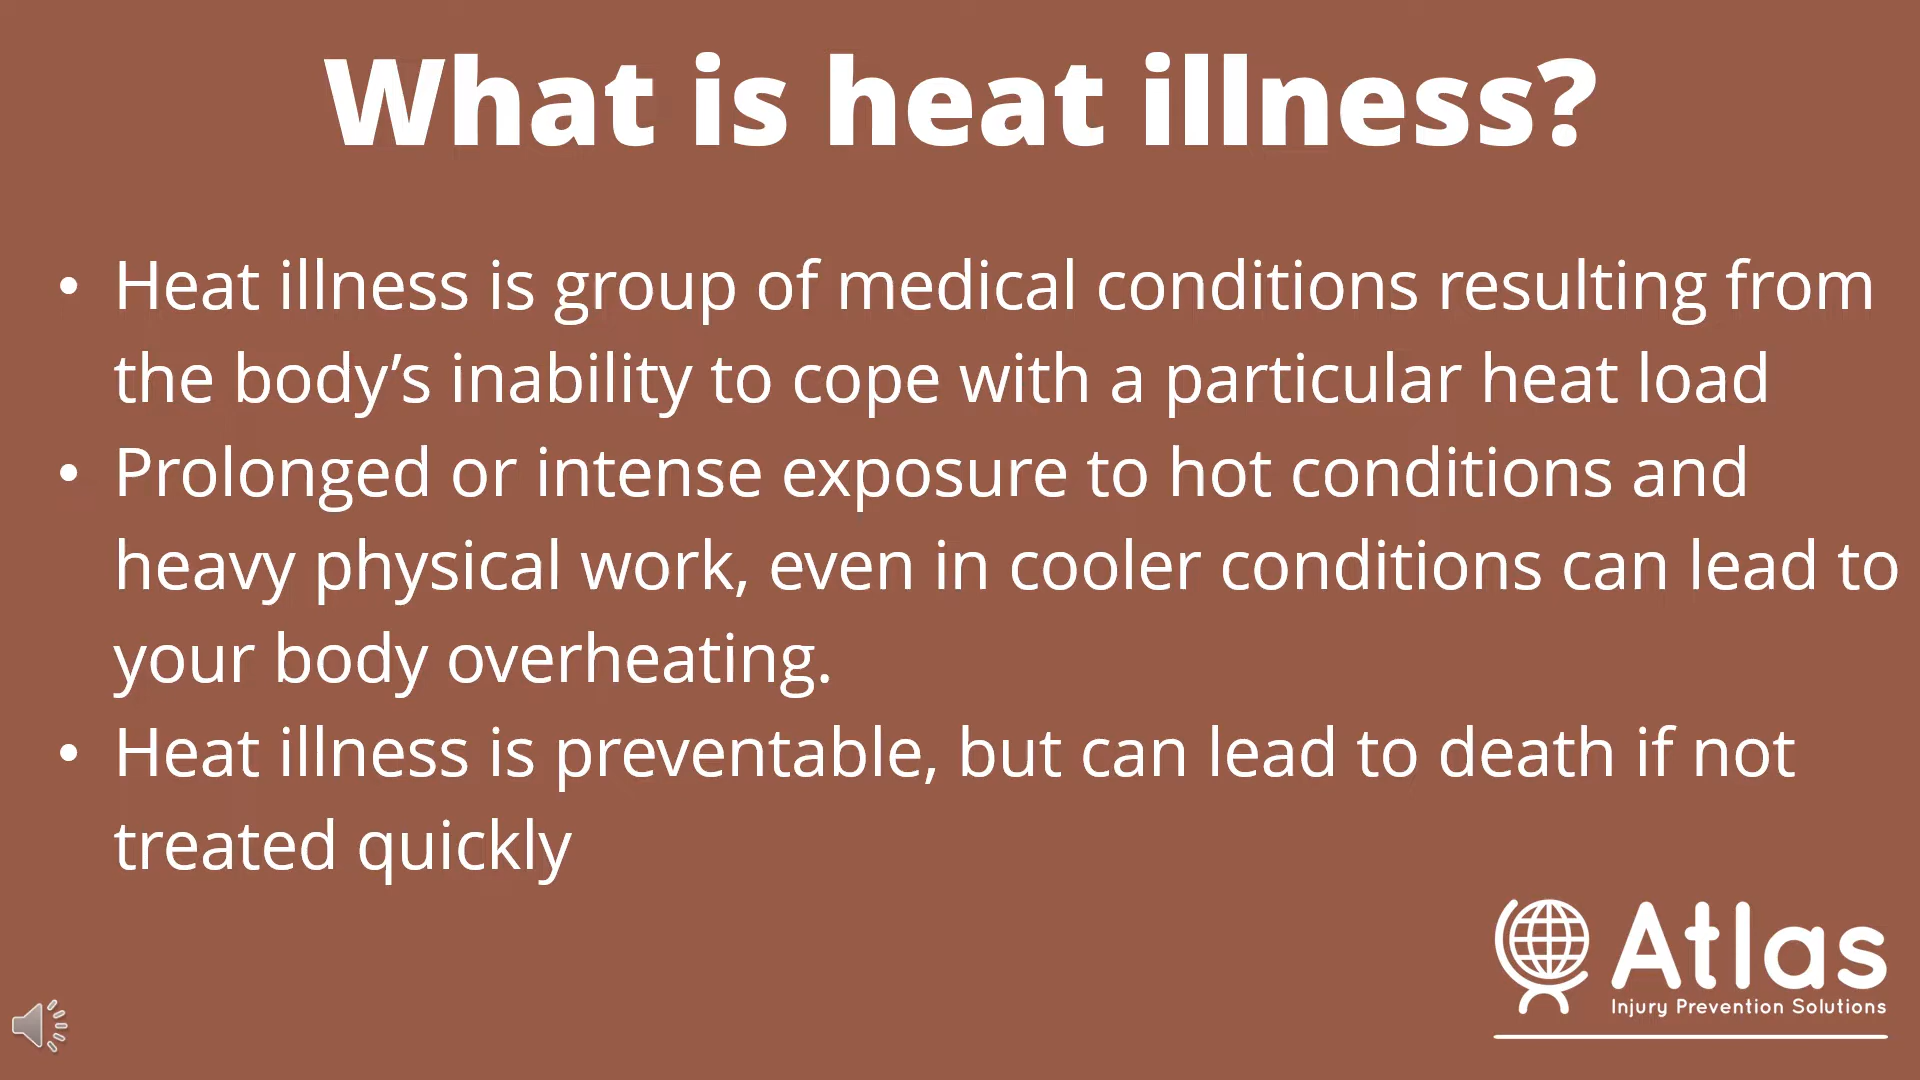 What is heat illness?
• Heat illness is group of medical conditions resulting from
the body’s inability to cope with a particular heat load
• Prolonged or intense exposure to hot conditions and
heavy physical work, even in cooler conditions can lead to
your body overheating.
• Heat illness is preventable, but can lead to death if not
treated quickly
Atlas
Injury Prevention Solutions